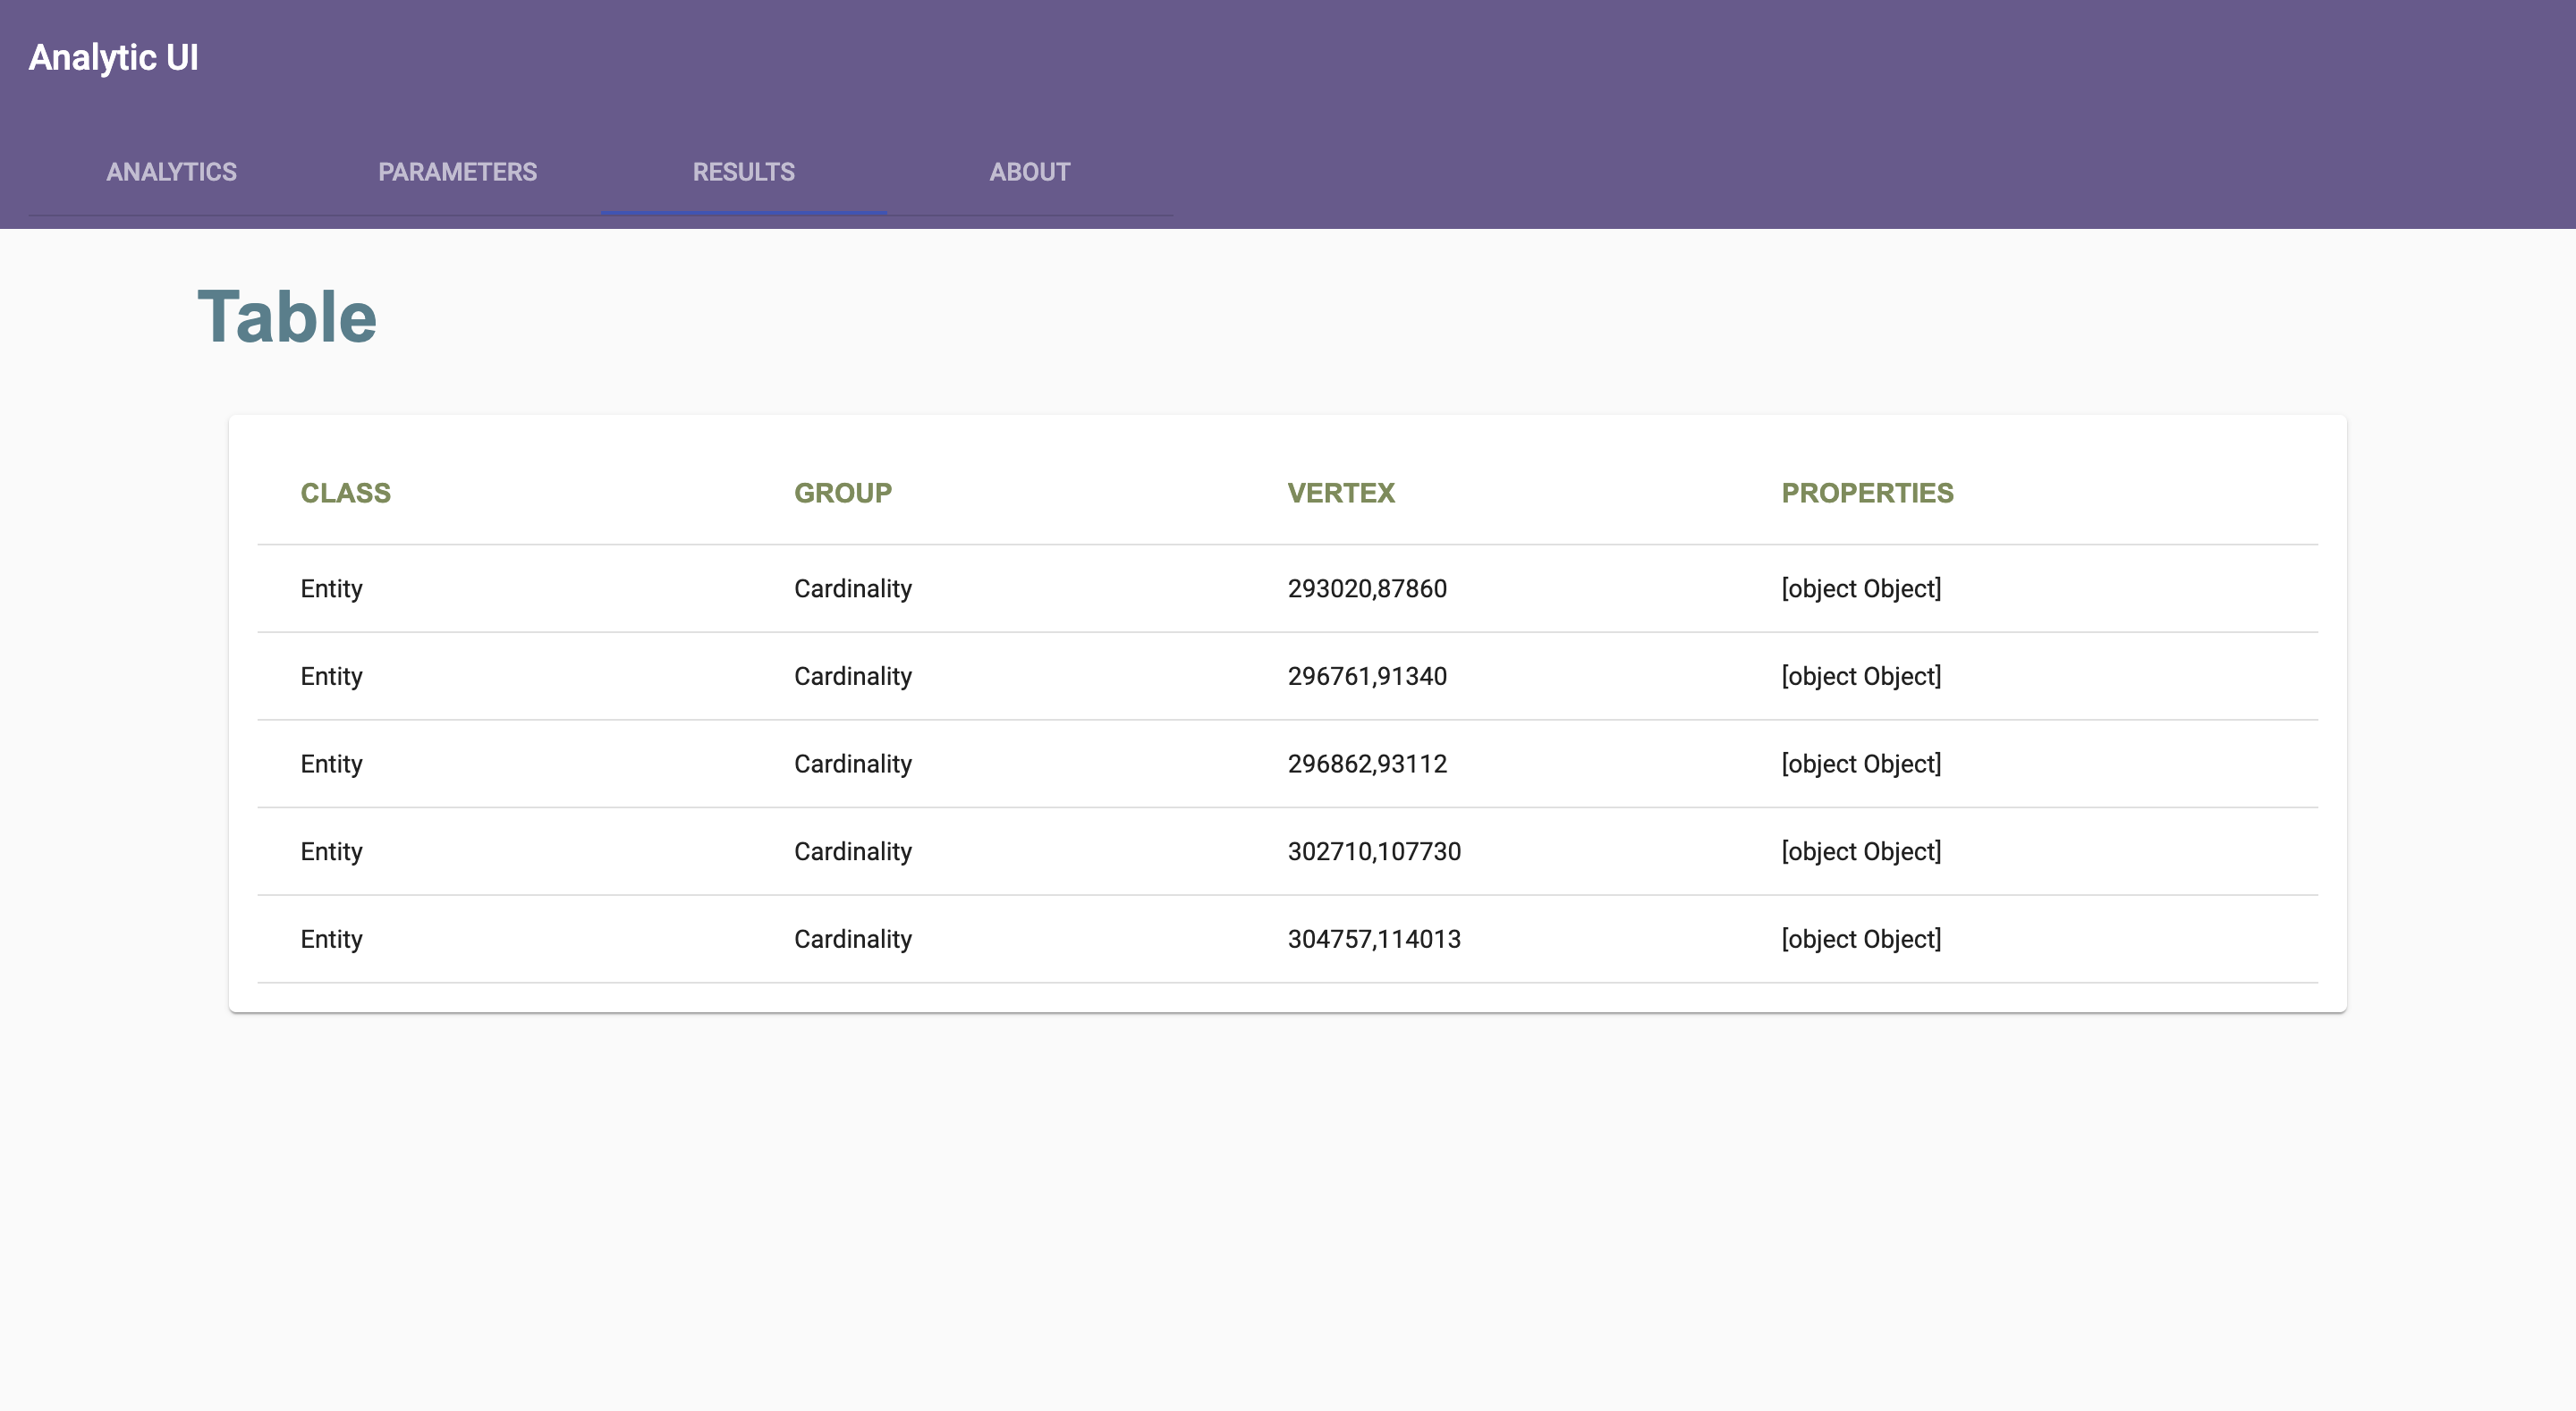 Analytic UI
ANALYTICS PARAMETERS RESULTS ABOUT
Table
CLASS GROUP VERTEX PROPERTIES
Entity Cardinality 293020,87860 [object Object]
Entity Cardinality 296761,91340 [object Object]
Entity Cardinality 296862,93112 [object Object]
Entity Cardinality 302710,107730 [object Object]
Entity Cardinality 304757,114013 [object Object]